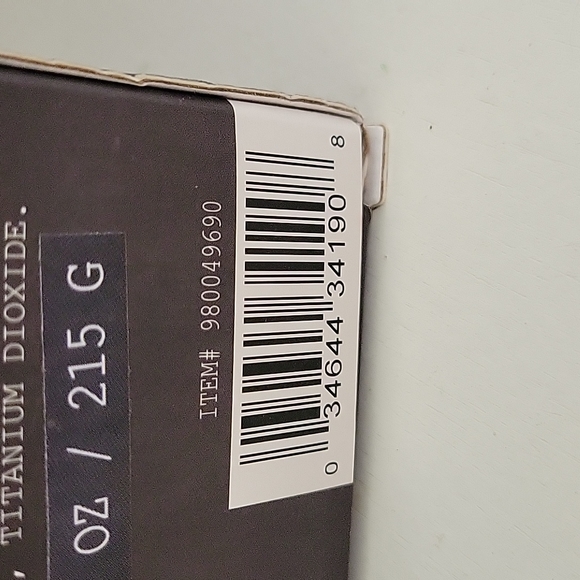 , TITANIUM DIOXIDE.
OZ / 215 G
ITEM# 980049690
0 34644 34190 8